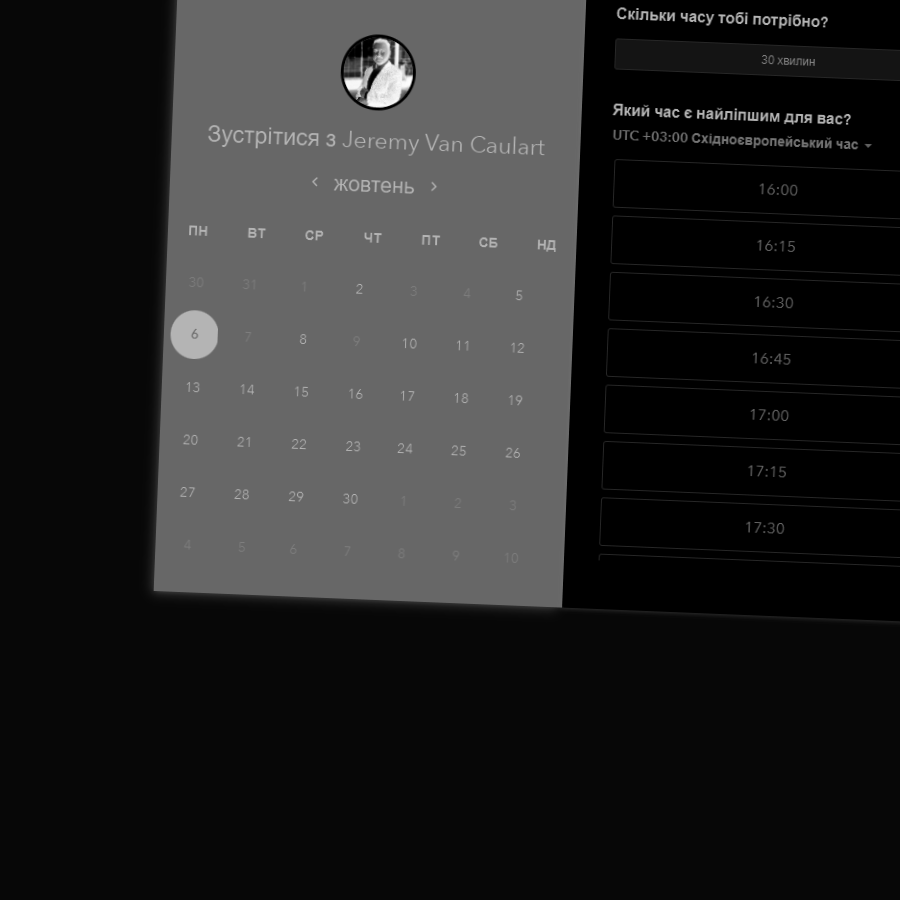 Зустрітися з Jeremy Van Caulart
жовтень
ПН ВТ СР ЧТ ПТ СБ НД
30 31 1 2 3 4 5
6 7 8 9 10 11 12
13 14 15 16 17 18 19
20 21 22 23 24 25 26
27 28 29 30 1 2 3
4 5 6 7 8 9 10
Скільки часу тобі потрібно?
30 хвилин
Який час є найліпшим для вас?
UTC +03:00 Східноєвропейський час
16:00
16:15
16:30
16:45
17:00
17:15
17:30